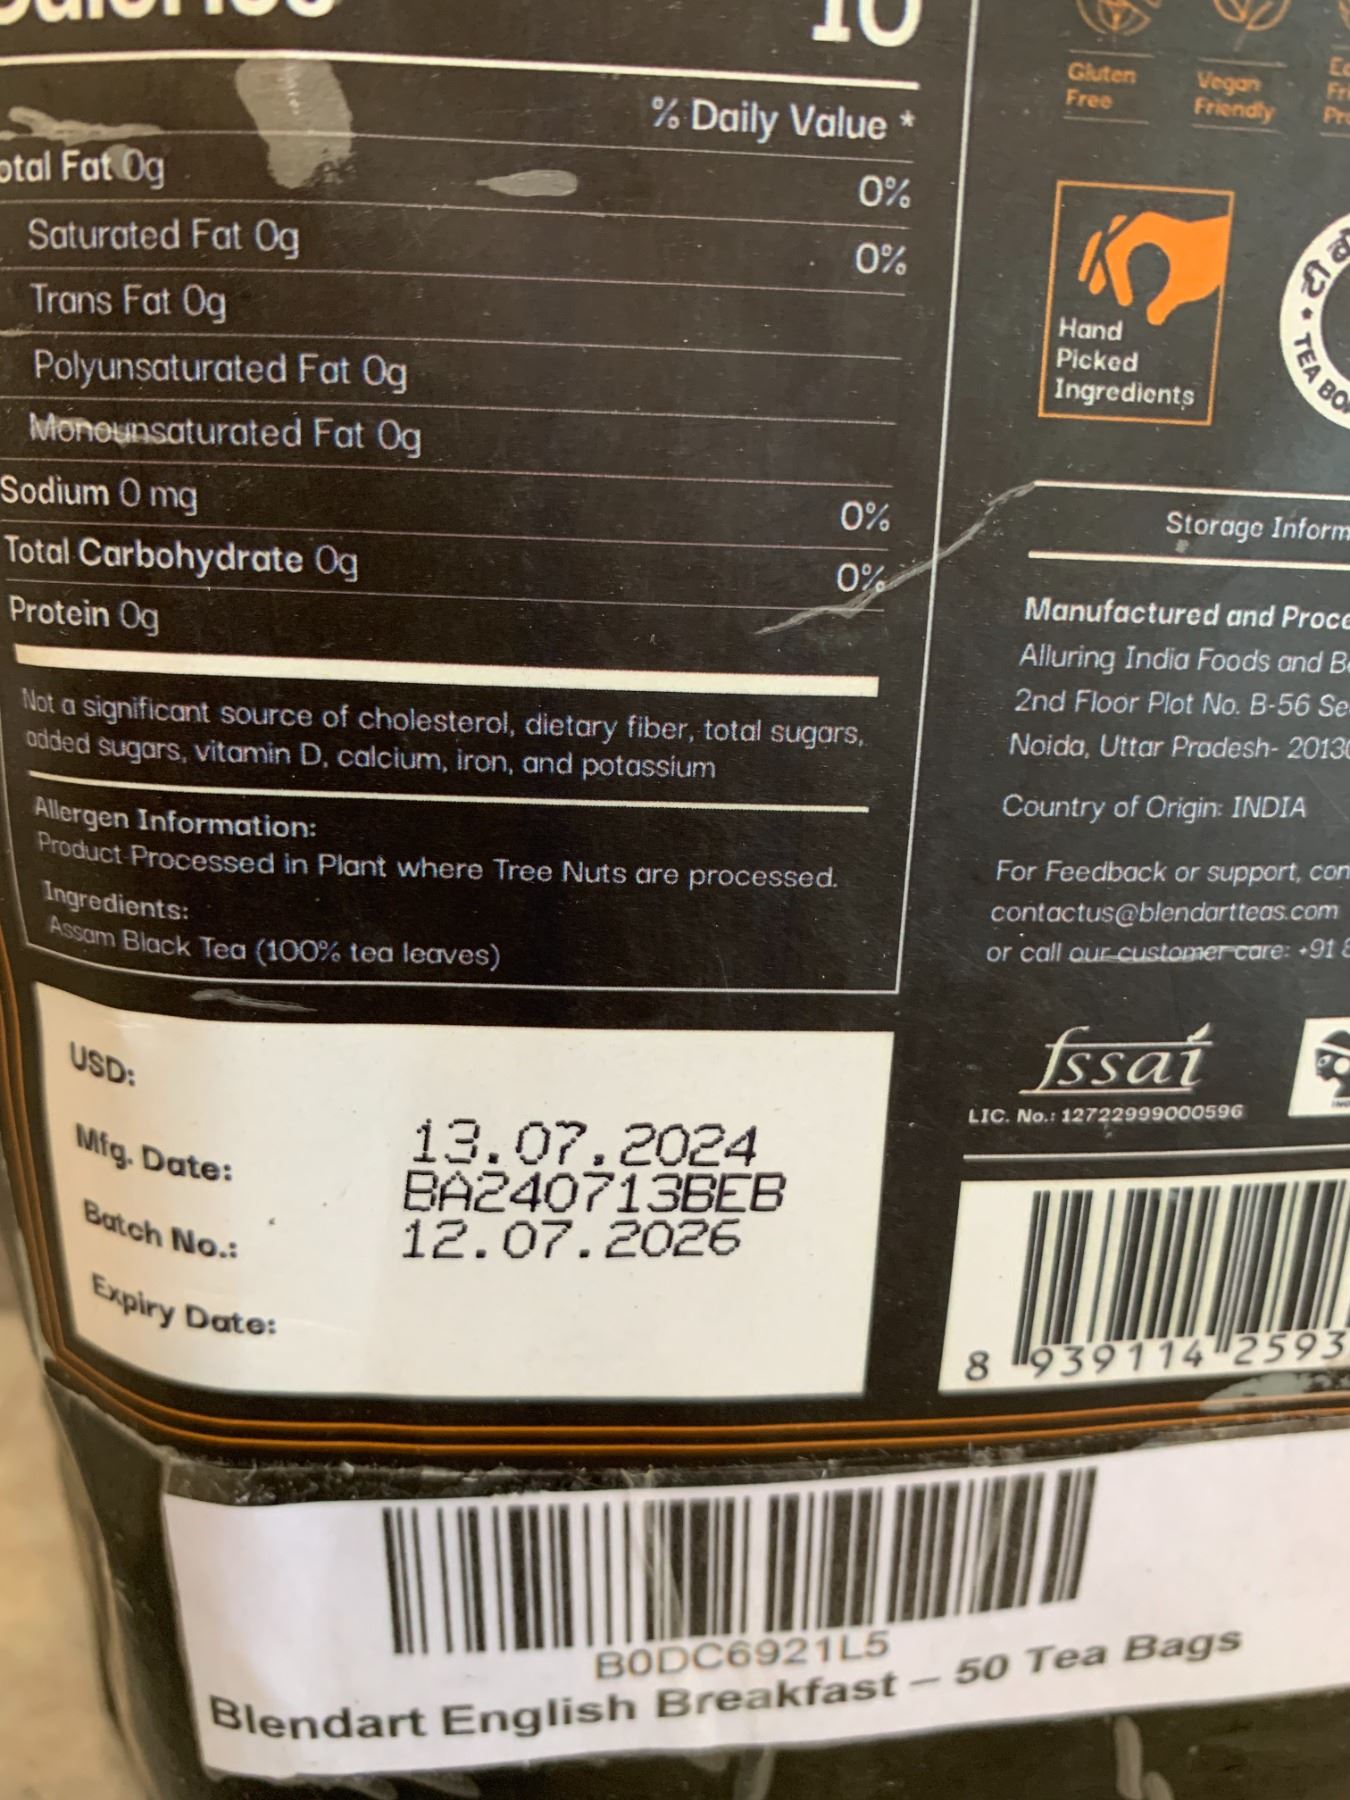 10
% Daily Value *
Total Fat 0g 0%
Saturated Fat 0g 0%
Trans Fat 0g
Polyunsaturated Fat 0g
Monounsaturated Fat 0g
Sodium 0 mg 0%
Total Carbohydrate 0g 0%
Protein 0g
Not a significant source of cholesterol, dietary fiber, total sugars,
added sugars, vitamin D, calcium, iron, and potassium
Allergen Information:
Product Processed in Plant where Tree Nuts are processed.
Ingredients:
Assam Black Tea (100% tea leaves)
USD:
Mfg. Date:
Batch No.:
Expiry Date:
13.07.2024
BA240713BEB
12.07.2026
Gluten
Free
Vegan
Friendly
Hand
Picked
Ingredients
टी
TEA
Storage
Manufactured and
Alluring India Foods and
2nd Floor Plot No. B-56
Noida, Uttar Pradesh-
Country of Origin: INDIA
For Feedback or support,
contactus@blendartteas.com
or call our customer care: +91
fssai
LIC. No.: 12722999000596
8 939114 2593
B0DC6921L5
Blendart English Breakfast – 50 Tea Bags